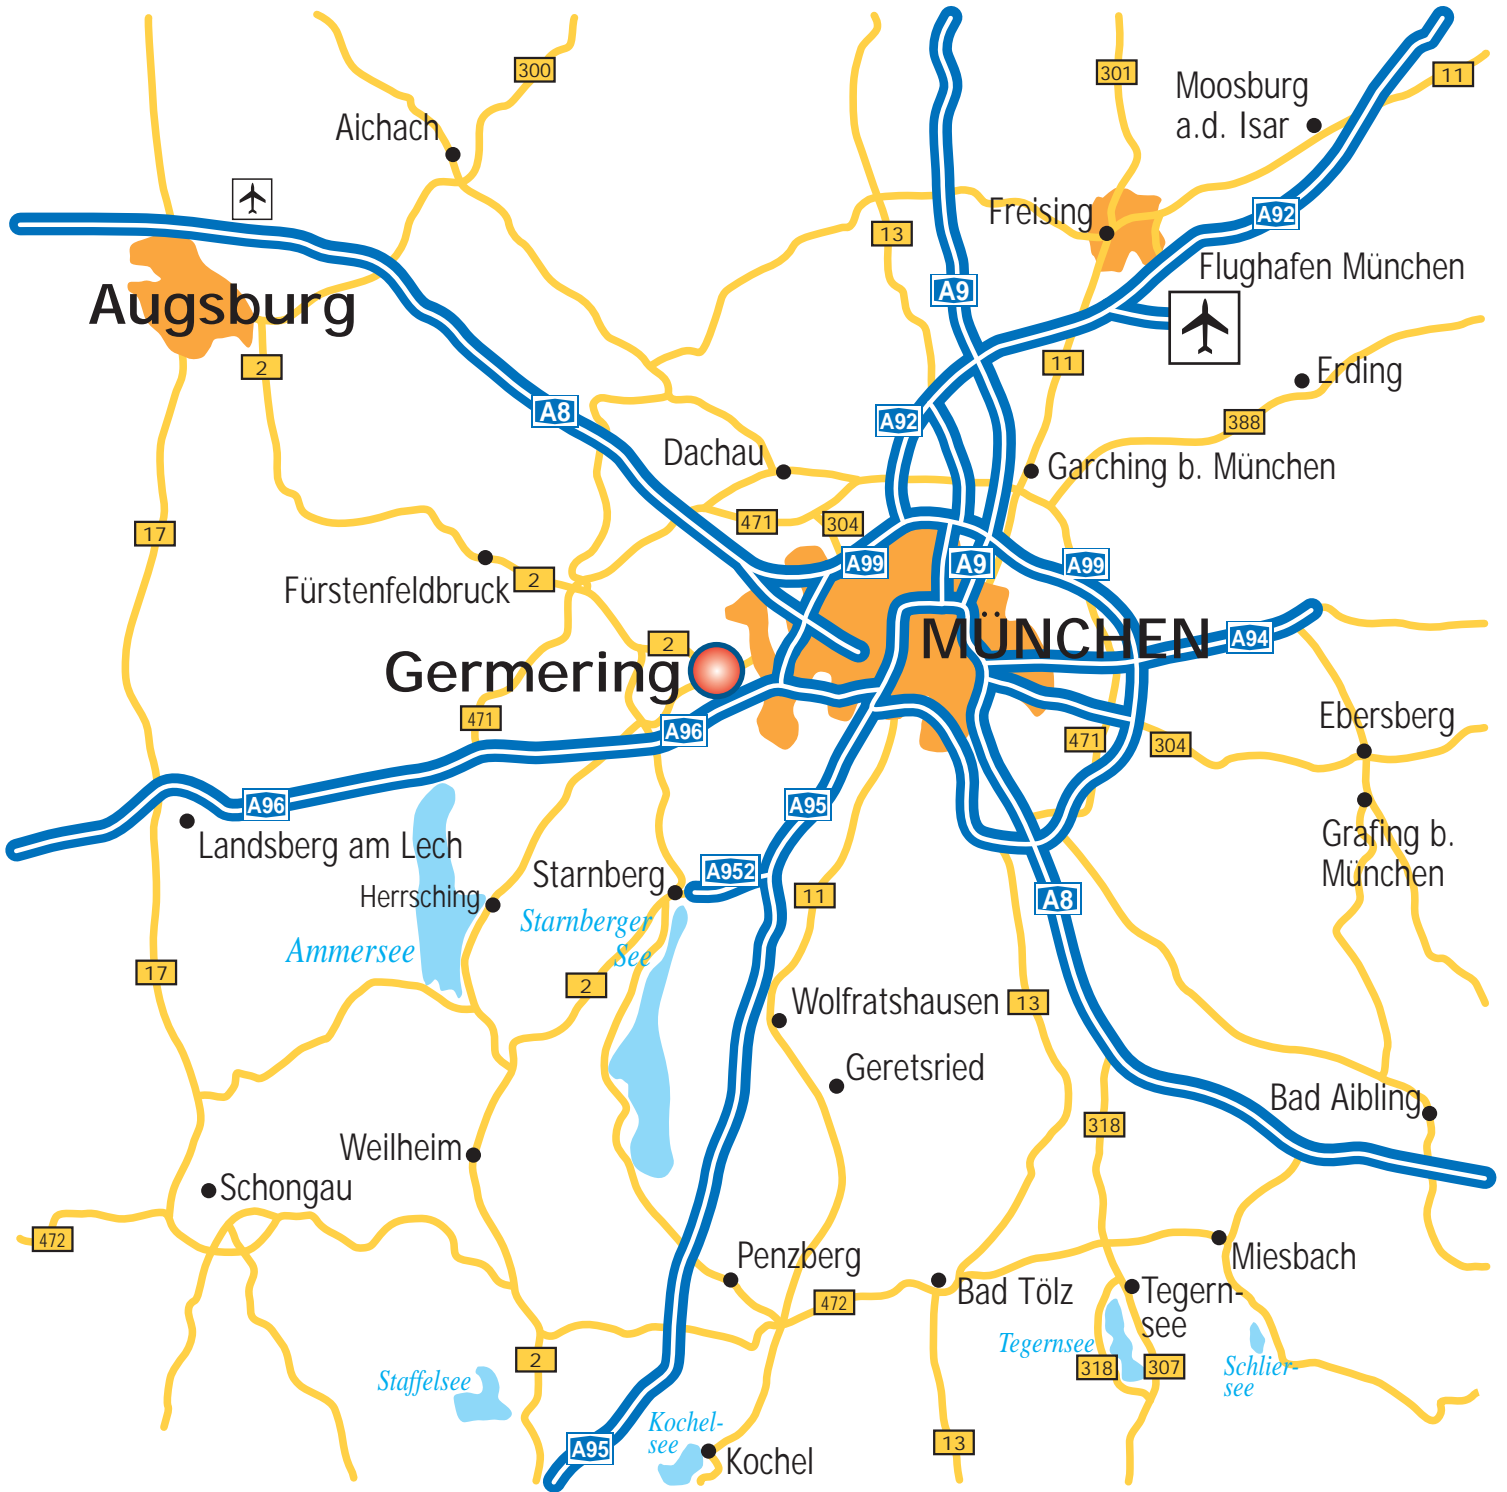 300
301
11
Moosburg
a.d. Isar
Aichach
A92
Freising
13
Flughafen München
A9
Augsburg
2
11
Erding
A8
A92
388
Dachau
Garching b. München
471
304
17
A99
A9
A99
Fürstenfeldbruck
2
MÜNCHEN
A94
2
Germering
471
A96
471
304
Ebersberg
A96
A95
Landsberg am Lech
Grafing b.
München
Starnberg
A952
Herrsching
11
A8
Starnberger
See
Ammersee
17
2
Wolfratshausen
13
Geretsried
Bad Aibling
318
Weilheim
Schongau
472
Penzberg
Miesbach
472
Bad Tölz
Tegern-
see
Tegernsee
2
318
307
Schlier-
see
Staffelsee
Kochel-
see
A95
Kochel
13